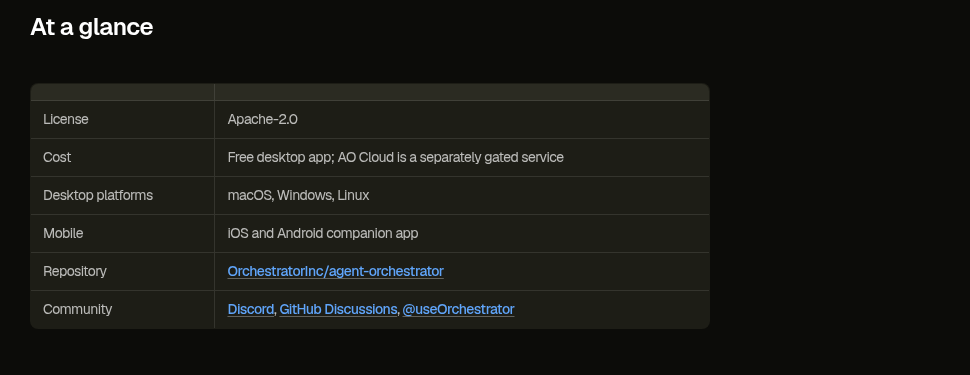 At a glance
License
Apache-2.0
Cost
Free desktop app; AO Cloud is a separately gated service
Desktop platforms
macOS, Windows, Linux
Mobile
iOS and Android companion app
Repository
OrchestratorInc/agent-orchestrator
Community
Discord, GitHub Discussions, @useOrchestrator